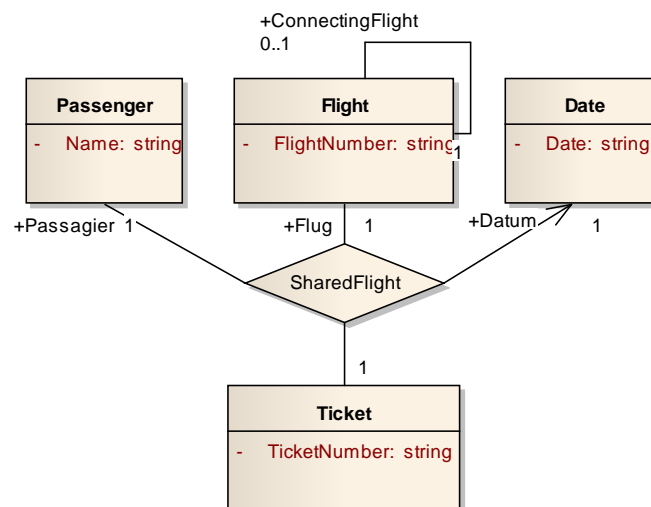 +ConnectingFlight
0..1
Passenger
- Name: string
Flight
- FlightNumber: string
1
Date
- Date: string
+Passagier 1
+Flug 1
+Datum 1
SharedFlight
1
Ticket
- TicketNumber: string